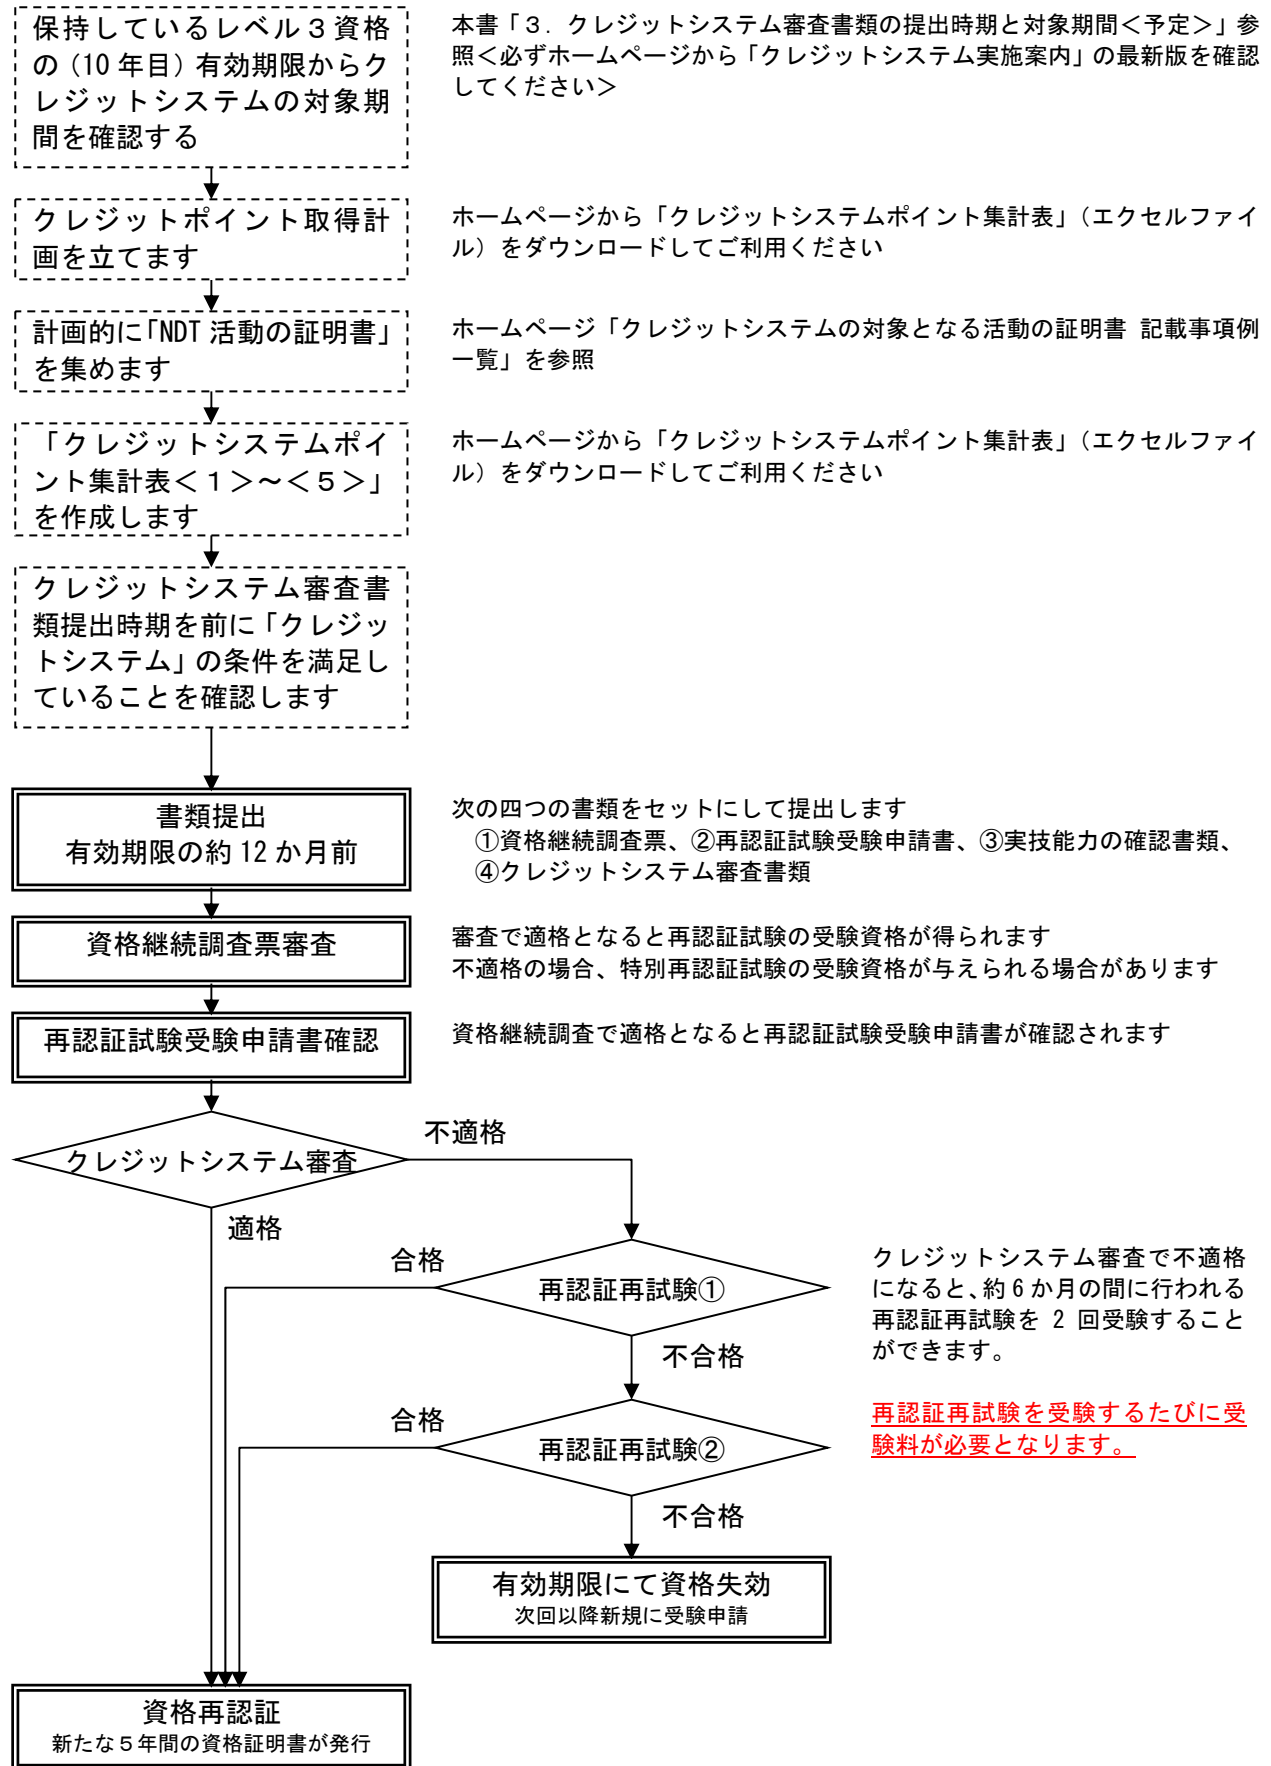 保持しているレベル３資格
の（10 年目）有効期限からク
レジットシステムの対象期
間を確認する
本書「３．クレジットシステム審査書類の提出時期と対象期間＜予定＞」参
照＜必ずホームページから「クレジットシステム実施案内」の最新版を確認
してください＞
クレジットポイント取得計
画を立てます
ホームページから「クレジットシステムポイント集計表」（エクセルファイ
ル）をダウンロードしてご利用ください
計画的に「NDT 活動の証明書」
を集めます
ホームページ「クレジットシステムの対象となる活動の証明書 記載事項例
一覧」を参照
「クレジットシステムポイ
ント集計表＜１＞～＜５＞」
を作成します
ホームページから「クレジットシステムポイント集計表」（エクセルファイ
ル）をダウンロードしてご利用ください
クレジットシステム審査書
類提出時期を前に「クレジッ
トシステム」の条件を満足し
ていることを確認します
書類提出
有効期限の約 12 か月前
次の四つの書類をセットにして提出します
①資格継続調査票、②再認証試験受験申請書、③実技能力の確認書類、
④クレジットシステム審査書類
資格継続調査票審査
審査で適格となると再認証試験の受験資格が得られます
不適格の場合、特別再認証試験の受験資格が与えられる場合があります
再認証試験受験申請書確認
資格継続調査で適格となると再認証試験受験申請書が確認されます
クレジットシステム審査
不適格
適格
合格
再認証再試験①
不合格
クレジットシステム審査で不適格
になると、約 6 か月の間に行われる
再認証再試験を 2 回受験すること
ができます。
合格
再認証再試験②
不合格
再認証再試験を受験するたびに受
験料が必要となります。
有効期限にて資格失効
次回以降新規に受験申請
資格再認証
新たな５年間の資格証明書が発行